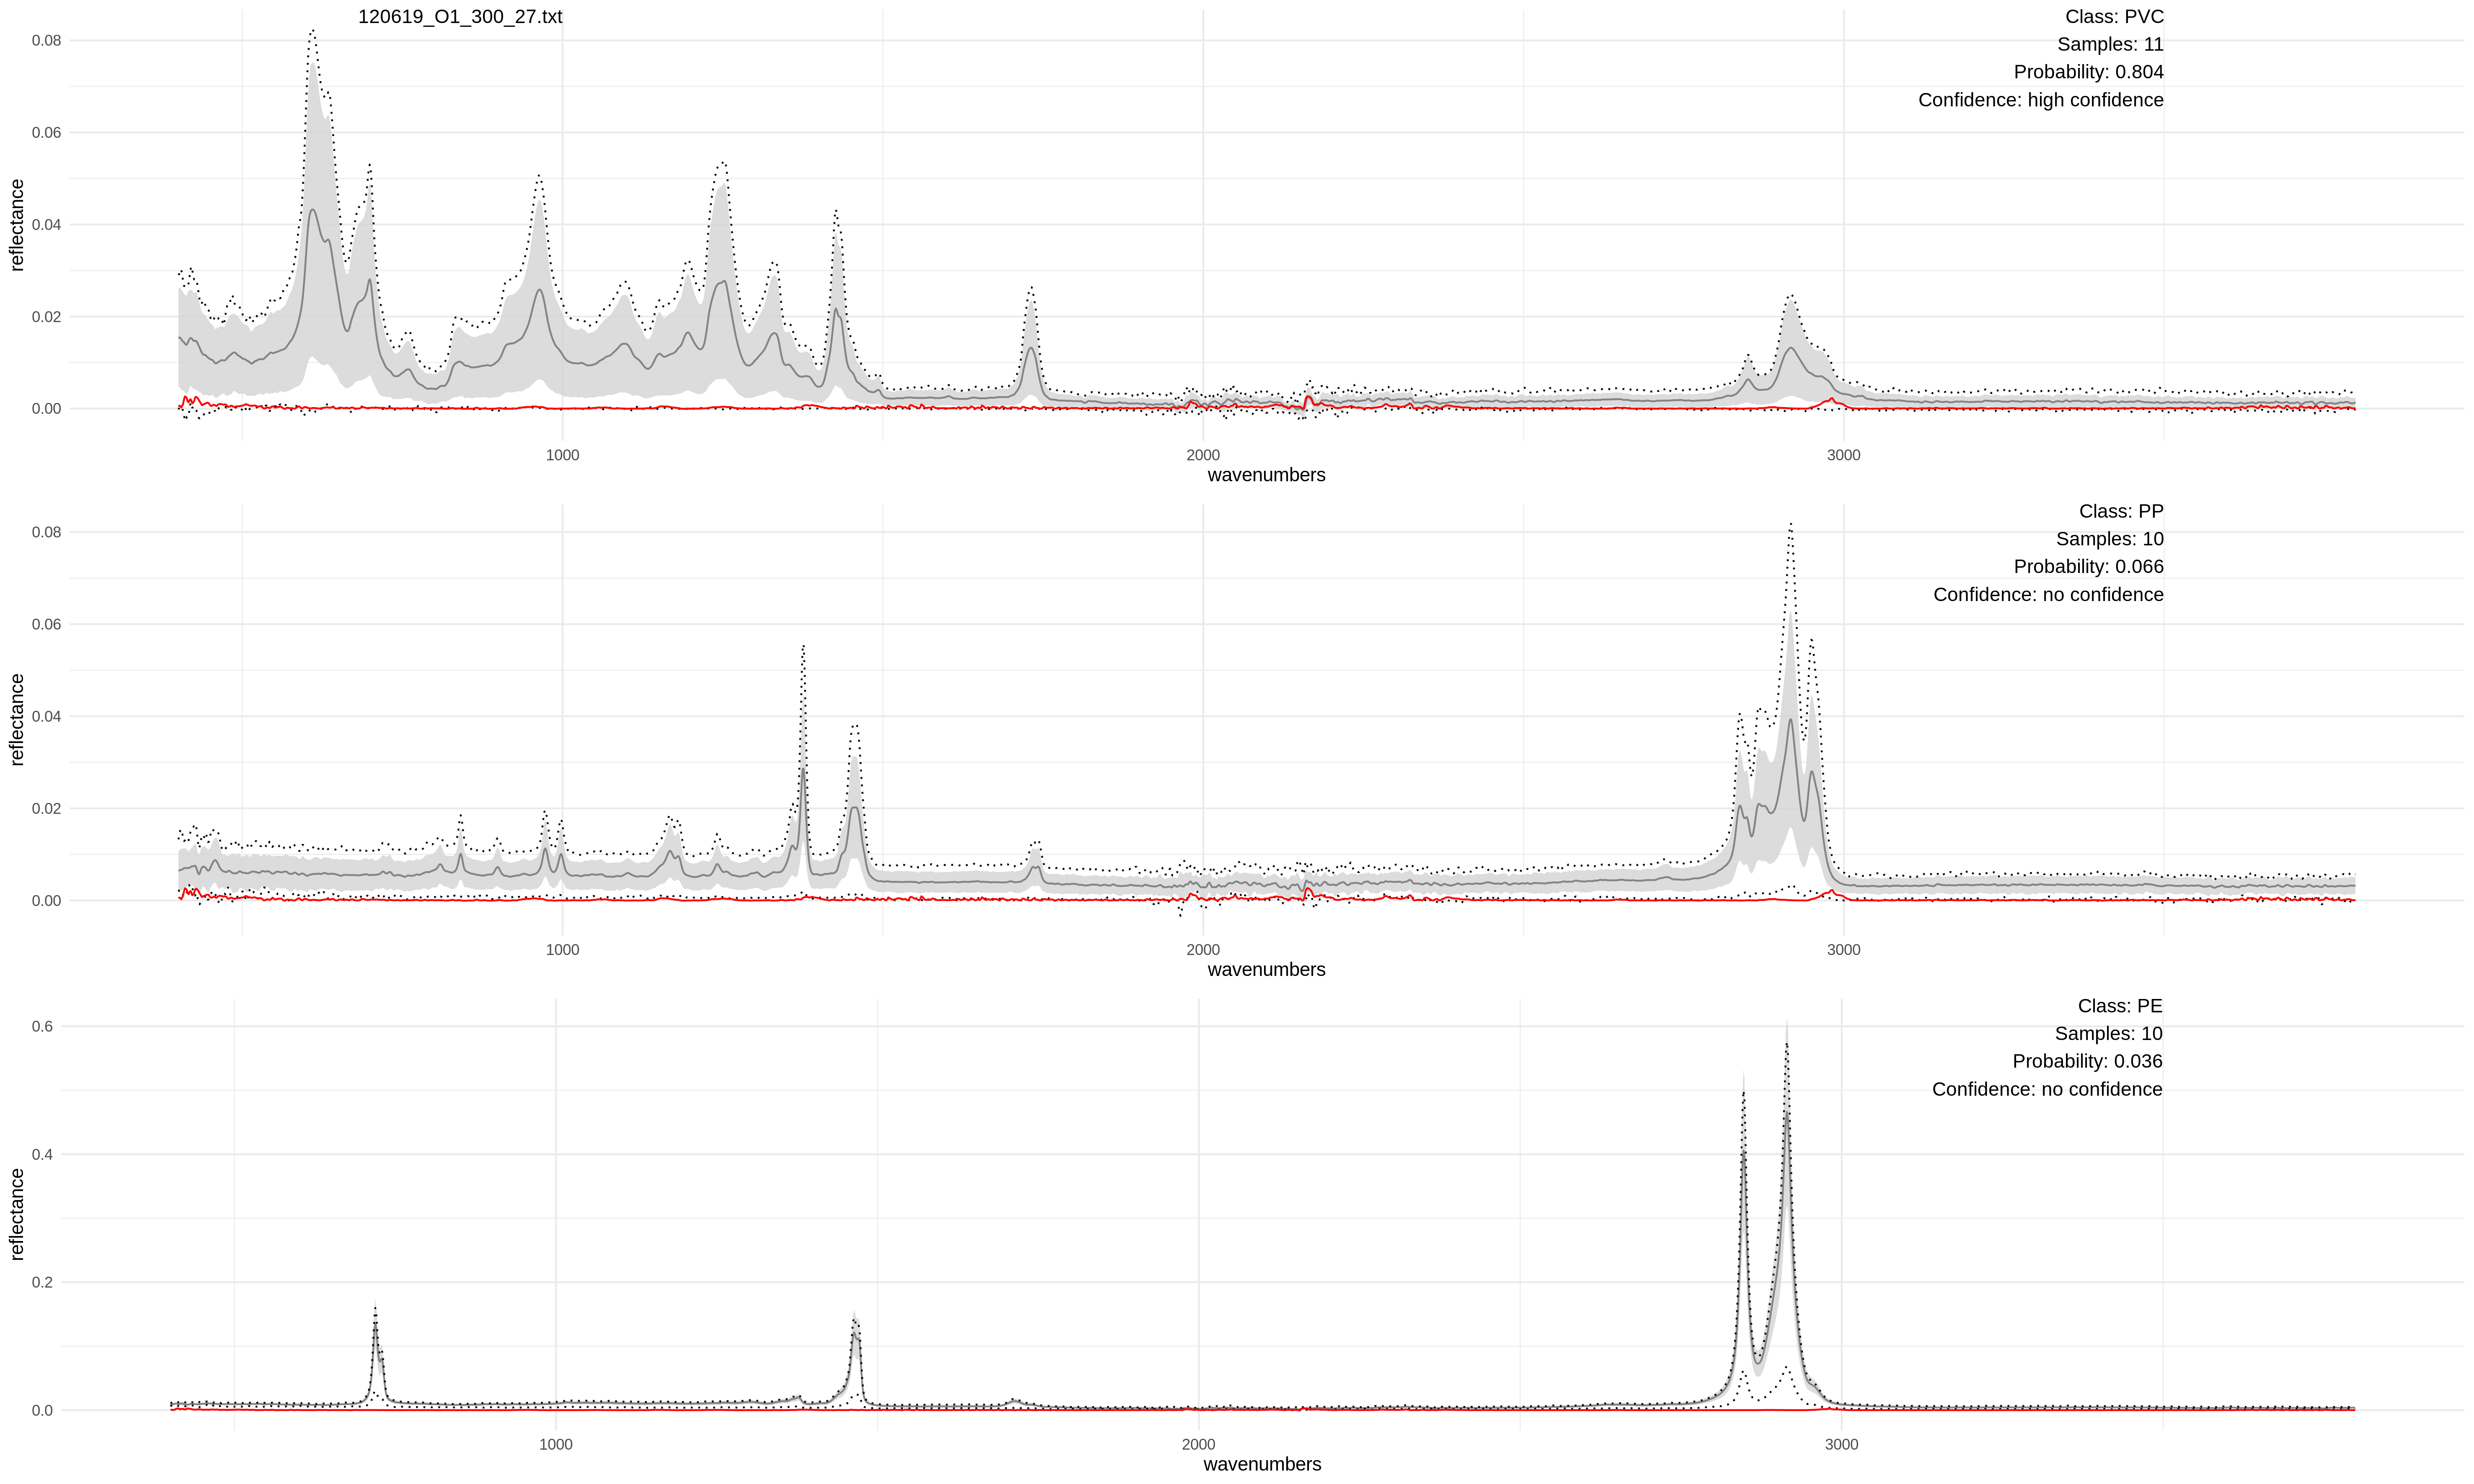 120619_O1_300_27.txt
Class: PVC
Samples: 11
Probability: 0.804
Confidence: high confidence
reflectance
0.08
0.06
0.04
0.02
0.00
1000 2000 3000
wavenumbers
Class: PP
Samples: 10
Probability: 0.066
Confidence: no confidence
reflectance
0.08
0.06
0.04
0.02
0.00
1000 2000 3000
wavenumbers
Class: PE
Samples: 10
Probability: 0.036
Confidence: no confidence
reflectance
0.6
0.4
0.2
0.0
1000 2000 3000
wavenumbers